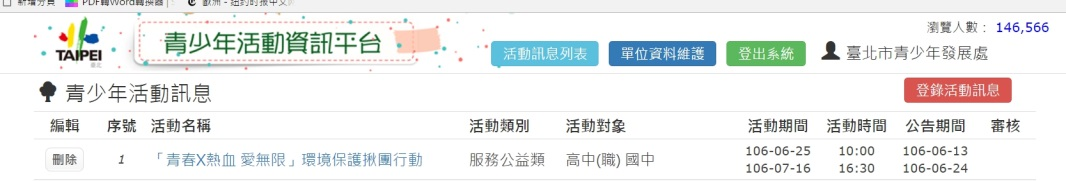 新增分頁 PDF轉Word轉換器 歐洲 - 紐約時報中文網
瀏覽人數： 146,566
TAIPEI
臺北
青少年活動資訊平台
活動訊息列表 單位資料維護 登出系統 臺北市青少年發展處
青少年活動訊息 登錄活動訊息
編輯 序號 活動名稱 活動類別 活動對象 活動期間 活動時間 公告期間 審核
刪除 1 「青春X熱血 愛無限」環境保護揪團行動 服務公益類 高中(職) 國中 106-06-25 10:00 106-06-13
106-07-16 16:30 106-06-24